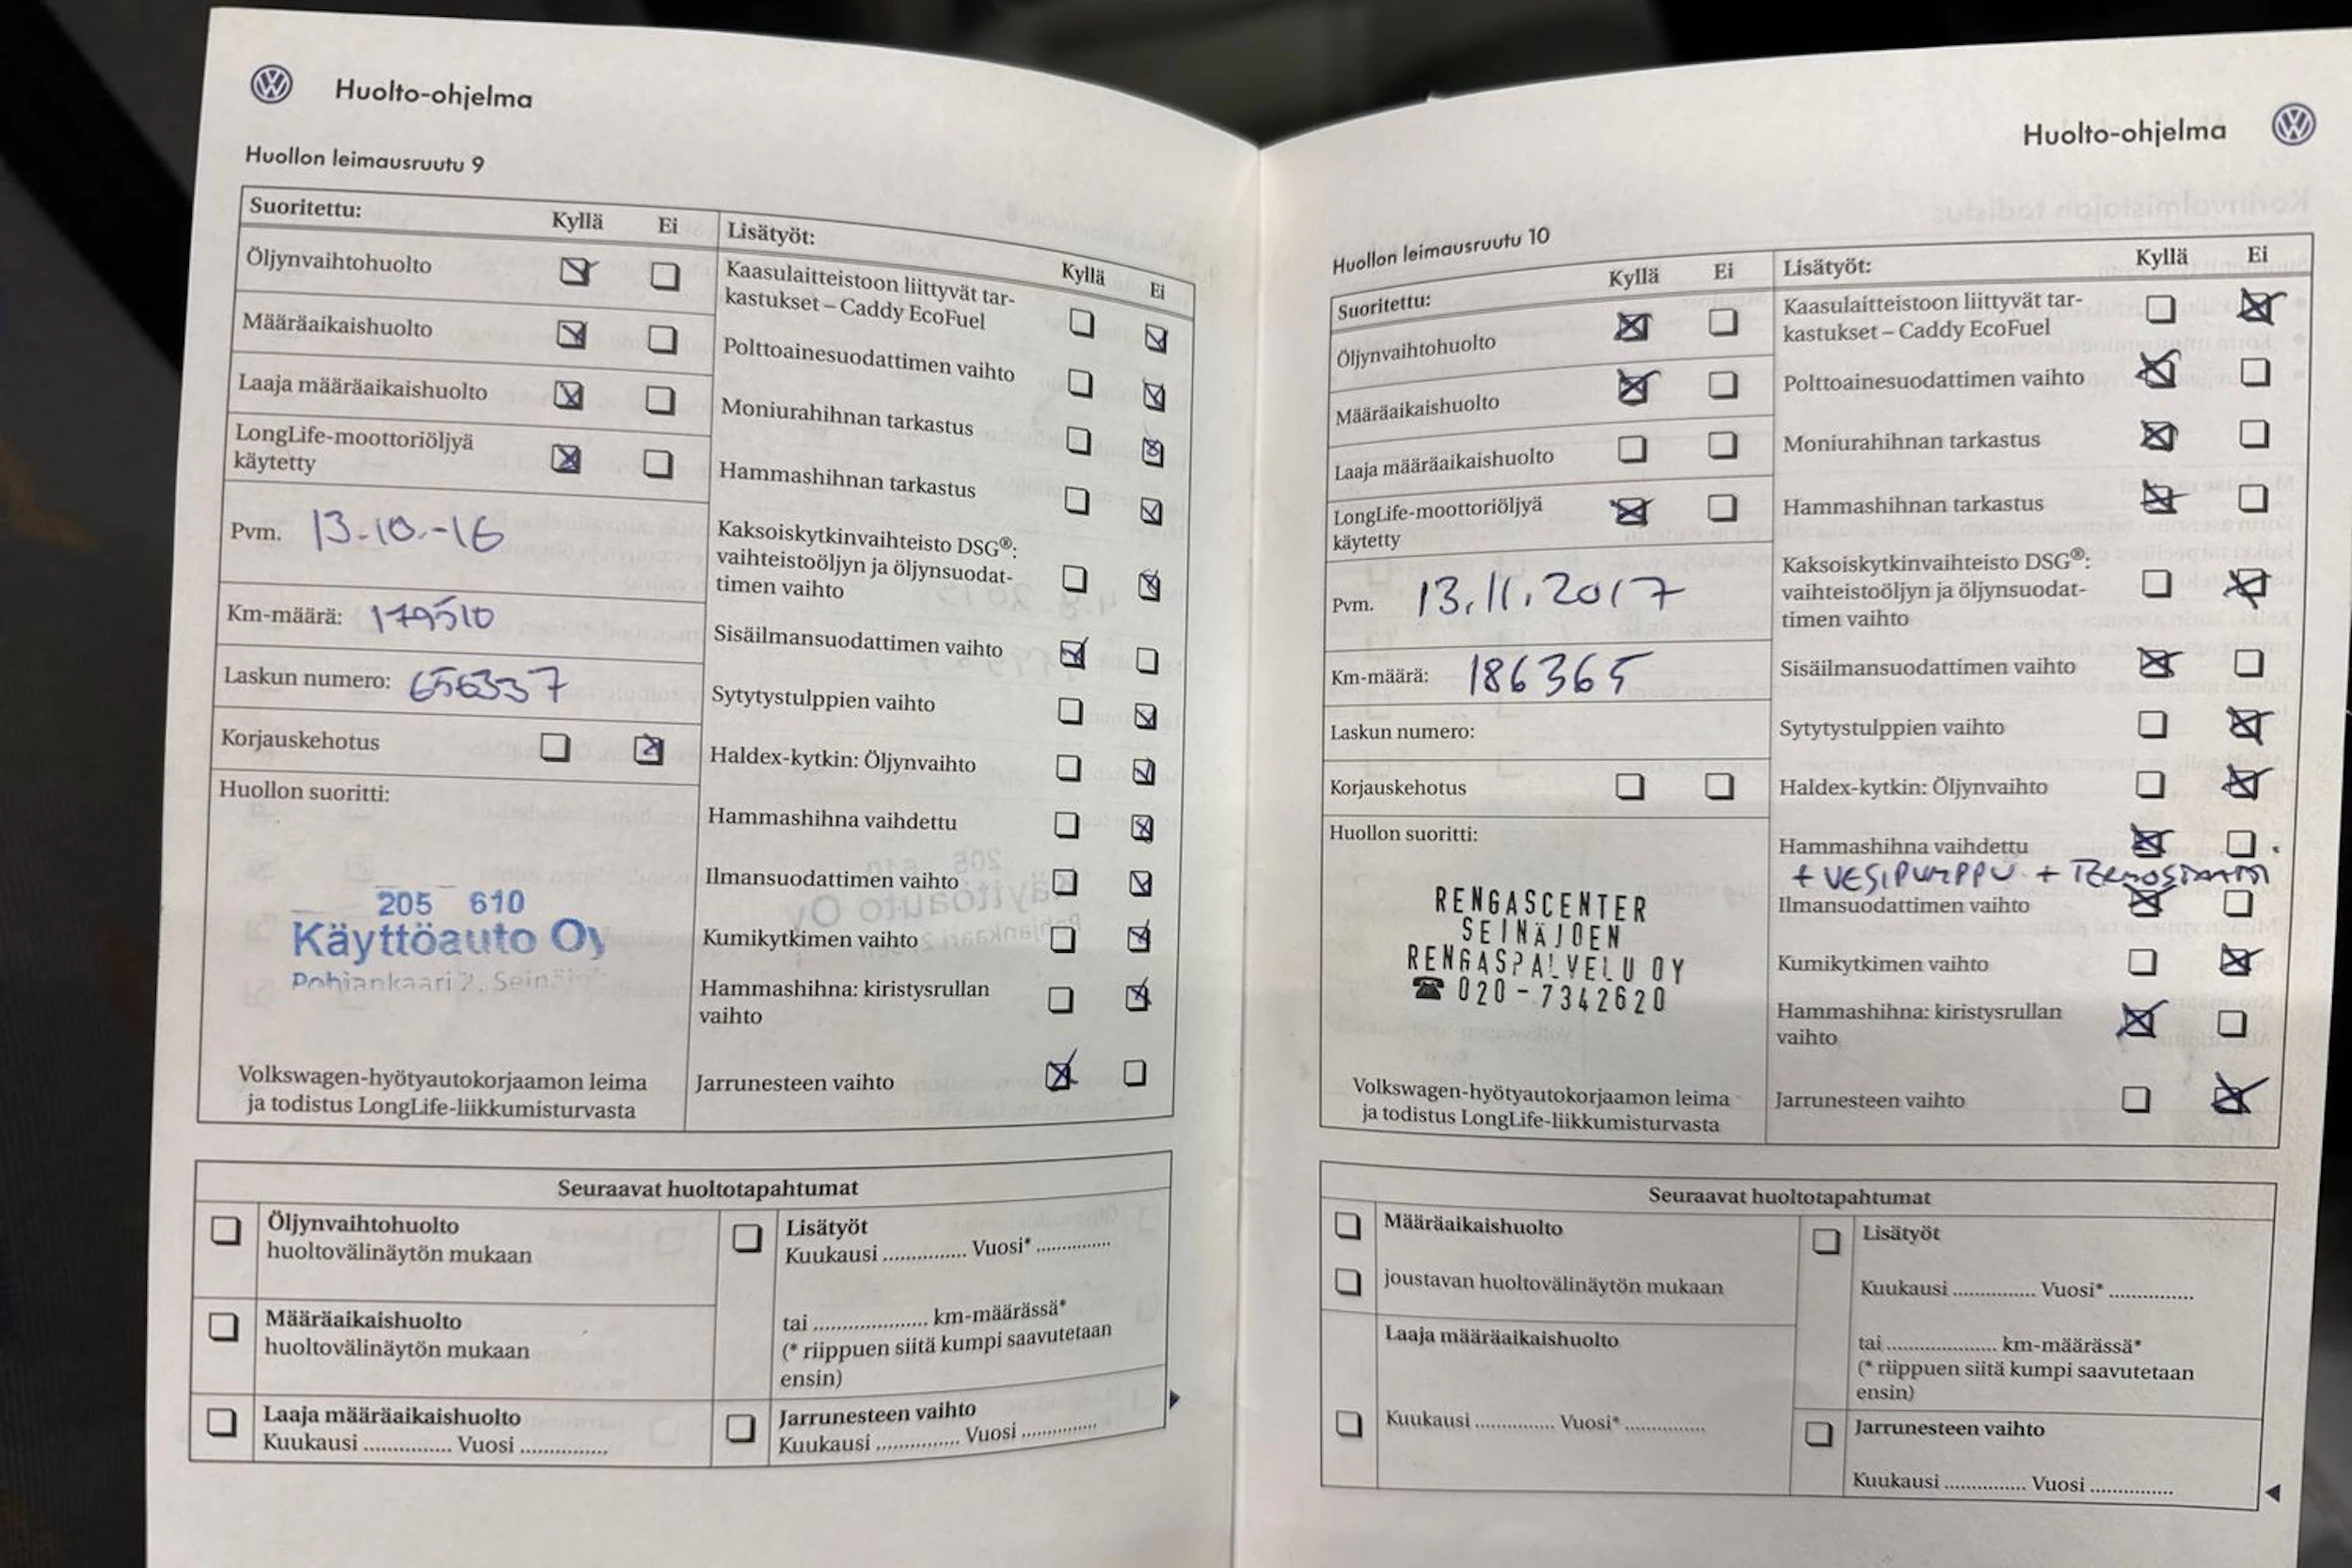 Huolto-ohjelma
Huollon leimausruutu 9
Suoritettu: Kyllä Ei
Öljynvaihtohuolto
Määräaikaishuolto
Laaja määräaikaishuolto
LongLife-moottoriöljyä
käytetty
Pvm. 13.10.-16
Km-määrä: 179510
Laskun numero: 656337
Korjauskehotus
Huollon suoritti:
205 610
Käyttöauto Oy
Pohjankaari 2, Seinäjoki
Volkswagen-hyötyautokorjaamon leima
ja todistus LongLife-liikkumisturvasta
Lisätyöt: Kyllä Ei
Kaasulaitteistoon liittyvät tar-
kastukset – Caddy EcoFuel
Polttoainesuodattimen vaihto
Moniurahihnan tarkastus
Hammashihnan tarkastus
Kaksoiskytkinvaihteisto DSG®:
vaihteistoöljyn ja öljynsuodat-
timen vaihto
Sisäilmansuodattimen vaihto
Sytytystulppien vaihto
Haldex-kytkin: Öljynvaihto
Hammashihna vaihdettu
Ilmansuodattimen vaihto
Kumikytkimen vaihto
Hammashihna: kiristysrullan
vaihto
Jarrunesteen vaihto
Seuraavat huoltotapahtumat
Öljynvaihtohuolto
huoltovälinäytön mukaan
Määräaikaishuolto
huoltovälinäytön mukaan
Laaja määräaikaishuolto
Kuukausi ............... Vuosi ...............
Lisätyöt
Kuukausi .............. Vuosi* .............
tai .................... km-määrässä*
(* riippuen siitä kumpi saavutetaan
ensin)
Jarrunesteen vaihto
Kuukausi .............. Vuosi .............
Huolto-ohjelma
Huollon leimausruutu 10
Suoritettu: Kyllä Ei
Öljynvaihtohuolto
Määräaikaishuolto
Laaja määräaikaishuolto
LongLife-moottoriöljyä
käytetty
Pvm. 13.11.2017
Km-määrä: 186365
Laskun numero:
Korjauskehotus
Huollon suoritti:
RENGASCENTER
SEINÄJOEN
RENGASPALVELU OY
☎ 020-7342620
Volkswagen-hyötyautokorjaamon leima
ja todistus LongLife-liikkumisturvasta
Lisätyöt: Kyllä Ei
Kaasulaitteistoon liittyvät tar-
kastukset – Caddy EcoFuel
Polttoainesuodattimen vaihto
Moniurahihnan tarkastus
Hammashihnan tarkastus
Kaksoiskytkinvaihteisto DSG®:
vaihteistoöljyn ja öljynsuodat-
timen vaihto
Sisäilmansuodattimen vaihto
Sytytystulppien vaihto
Haldex-kytkin: Öljynvaihto
Hammashihna vaihdettu
+ VESIPUMPPU + TERMOSTAATTI
Ilmansuodattimen vaihto
Kumikytkimen vaihto
Hammashihna: kiristysrullan
vaihto
Jarrunesteen vaihto
Seuraavat huoltotapahtumat
Määräaikaishuolto
joustavan huoltovälinäytön mukaan
Laaja määräaikaishuolto
Kuukausi .............. Vuosi* ..............
Lisätyöt
Kuukausi .............. Vuosi* ..............
tai ................... km-määrässä*
(* riippuen siitä kumpi saavutetaan
ensin)
Jarrunesteen vaihto
Kuukausi .............. Vuosi ..............